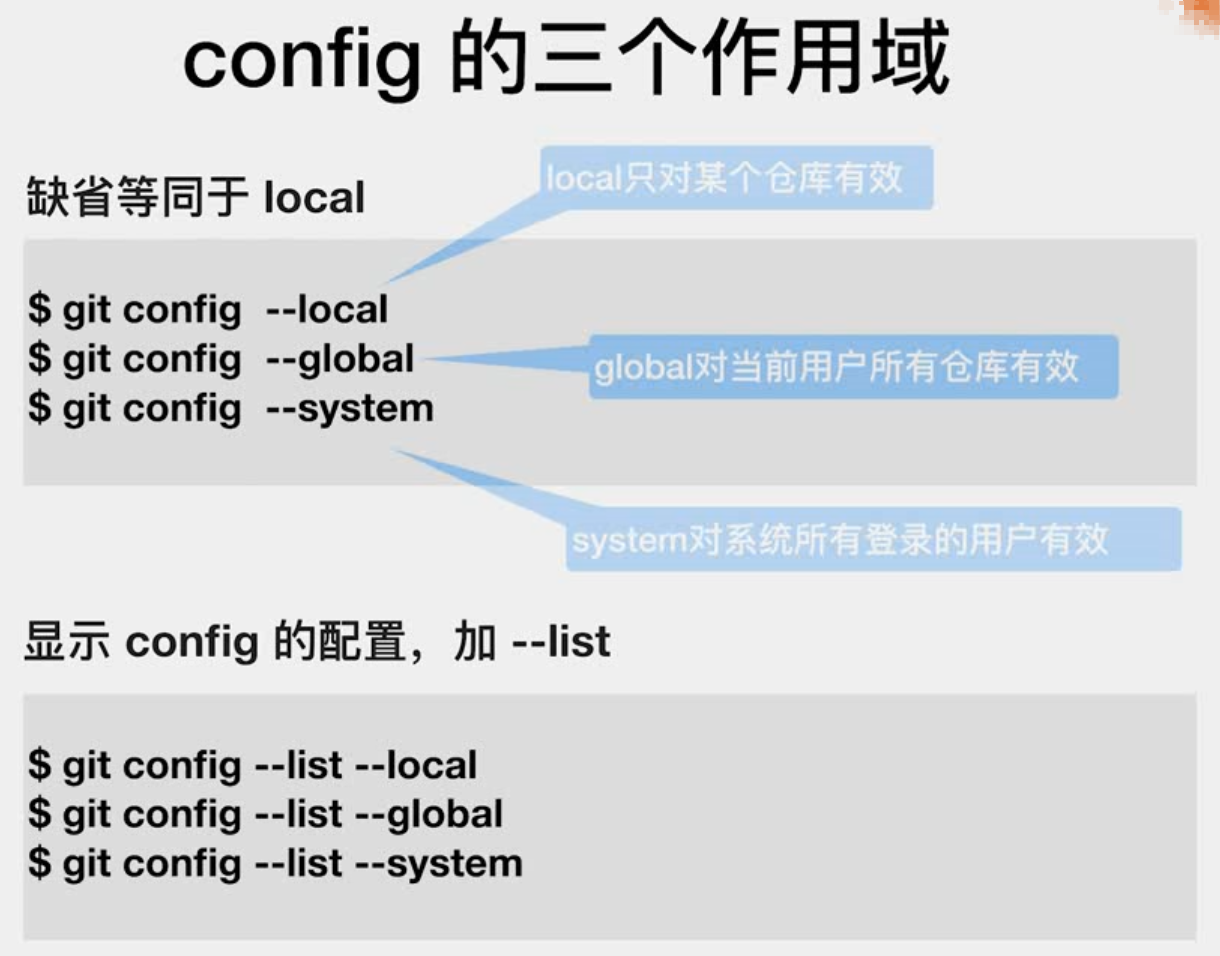 config 的三个作用域
local只对某个仓库有效
缺省等同于 local
$ git config --local
$ git config --global
global对当前用户所有仓库有效
$ git config --system
system对系统所有登录的用户有效
显示 config 的配置，加 --list
$ git config --list --local
$ git config --list --global
$ git config --list --system